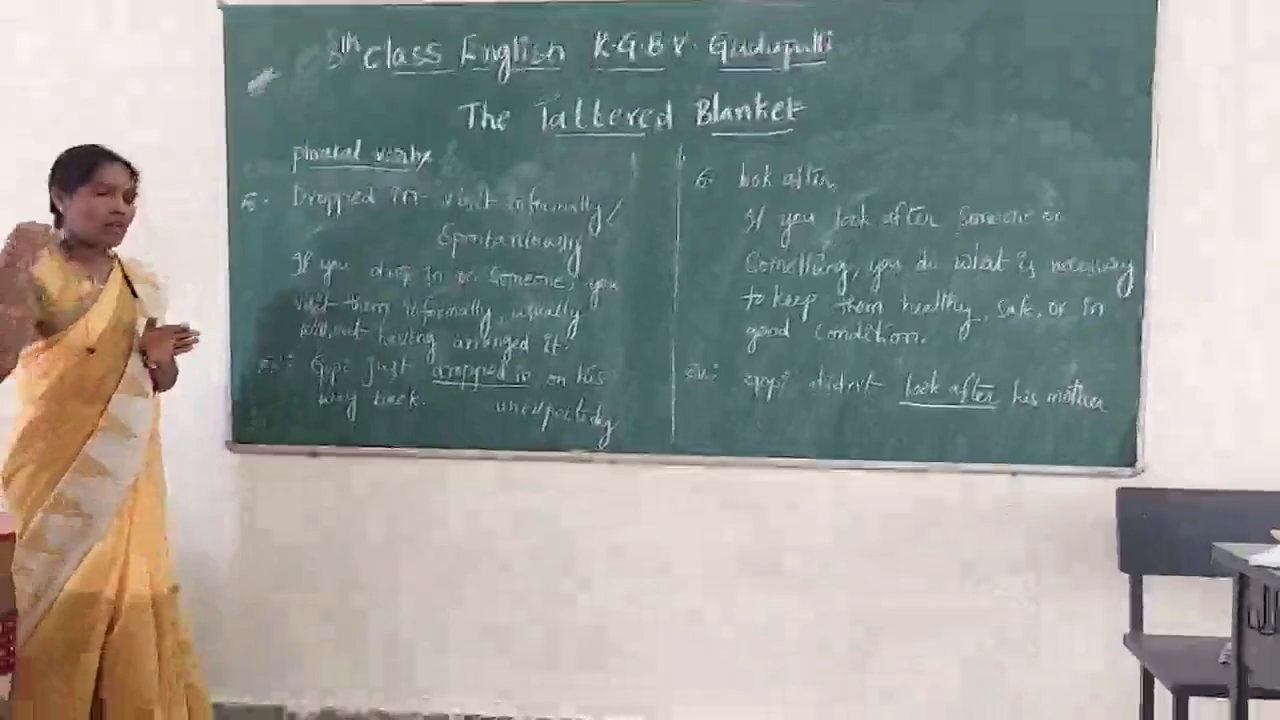 8th class English K.G.B.V. Gudupalli
The Tattered Blanket
phrasal verbs
5. Dropped in - visit informally/
Spontaneously
If you drop in on someone, you
visit them informally, usually
without having arranged it.
Ex: Gopi just dropped in on his
way back. unexpectedly
6. look after,
If you look after someone or
Something, you do what is necessary
to keep them healthy, safe, or in
good condition.
Ex: gopi didn't look after his mother